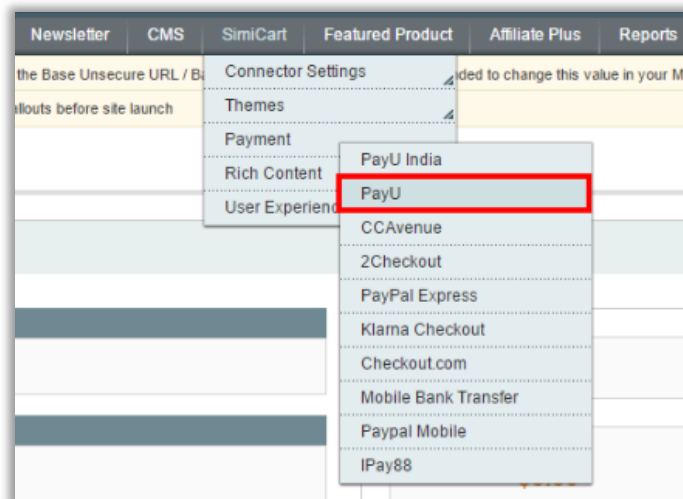 Newsletter CMS SimiCart Featured Product Affiliate Plus Reports
the Base Unsecure URL / Ba ded to change this value in your M
allouts before site launch
Connector Settings
Themes
Payment
Rich Content
User Experienc
PayU India
PayU
CCAvenue
2Checkout
PayPal Express
Klarna Checkout
Checkout.com
Mobile Bank Transfer
Paypal Mobile
IPay88